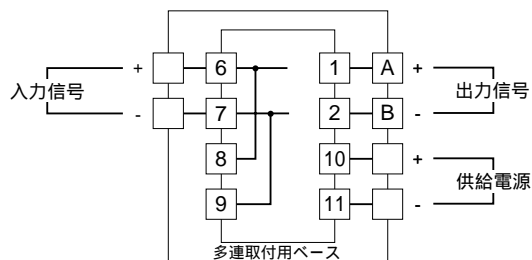 + 6 1 A +
入力信号 出力信号
- 7 2 B -
8 10 +
供給電源
9 11 -
多連取付用ベース